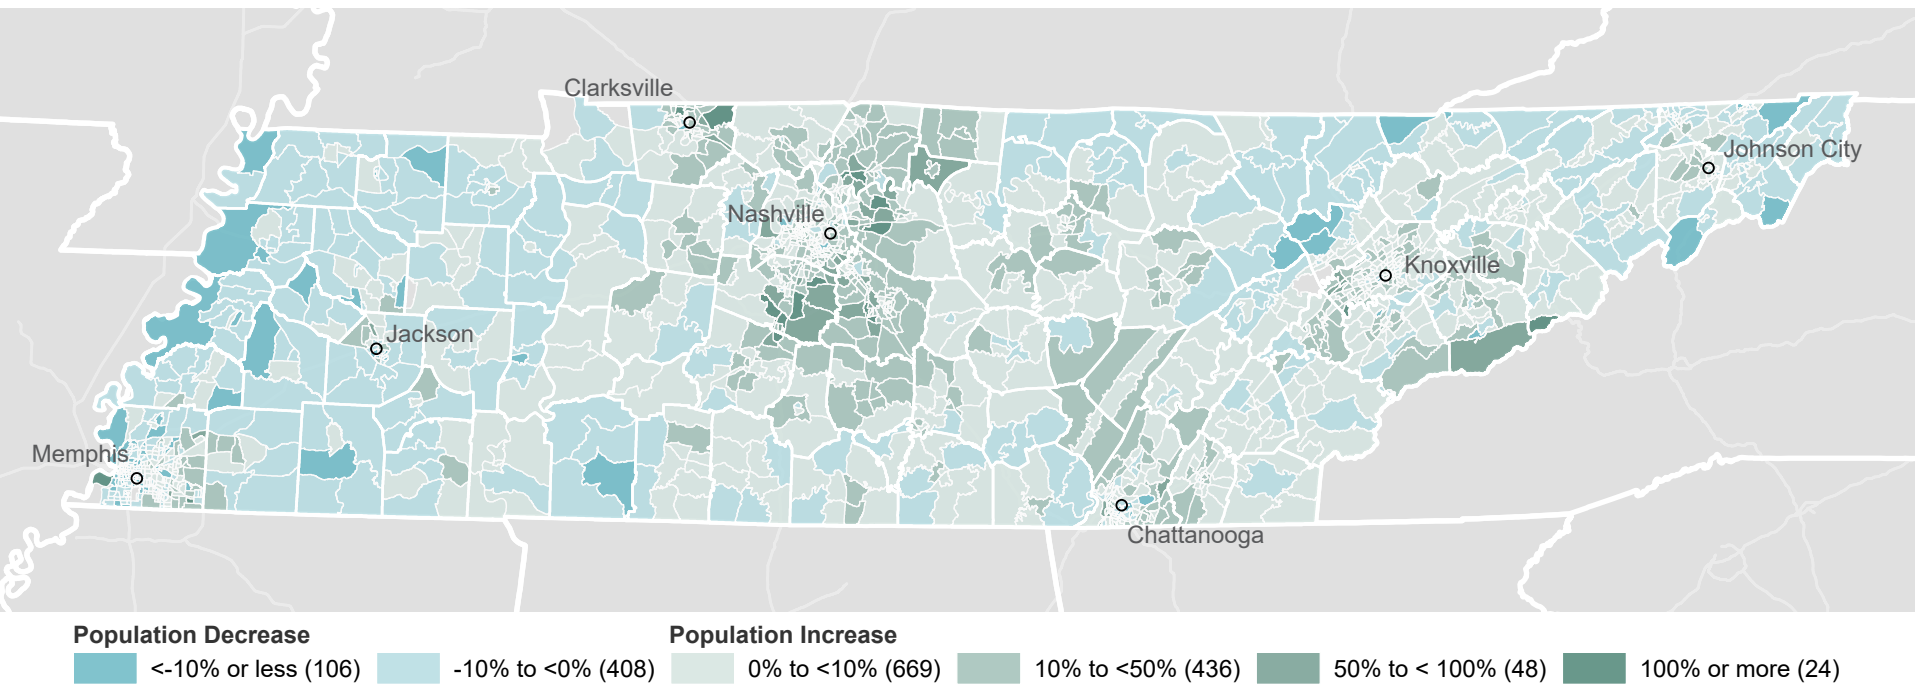 Clarksville
Johnson City
Nashville
Knoxville
Jackson
Memphis
Chattanooga
Population Decrease
Population Increase
<-10% or less (106)
-10% to <0% (408)
0% to <10% (669)
10% to <50% (436)
50% to < 100% (48)
100% or more (24)